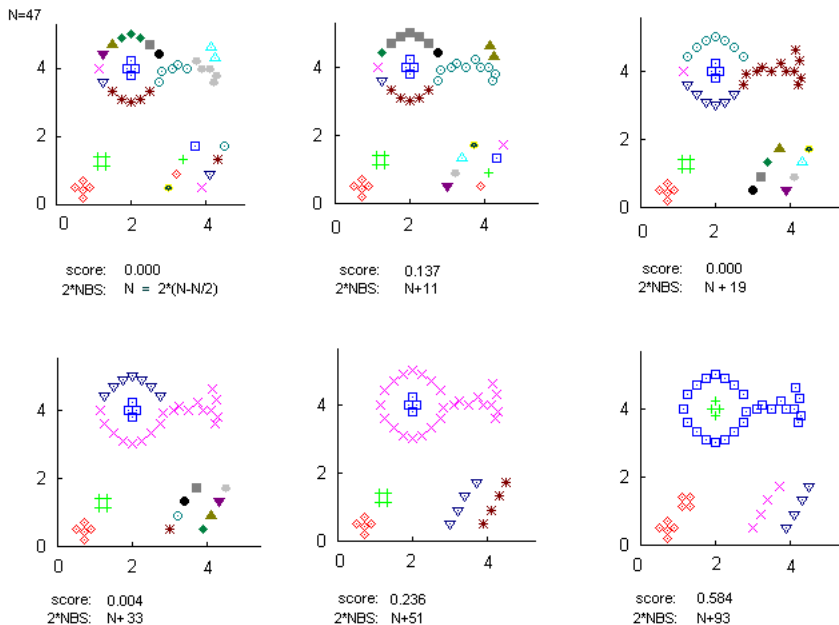 N=47
4
2
0
0 2 4
score: 0.000
2*NBS: N = 2*(N-N/2)
4
2
0
0 2 4
score: 0.137
2*NBS: N+11
4
2
0
0 2 4
score: 0.000
2*NBS: N + 19
4
2
0
0 2 4
score: 0.004
2*NBS: N+ 33
4
2
0
0 2 4
score: 0.236
2*NBS: N+51
4
2
0
0 2 4
score: 0.584
2*NBS: N+93